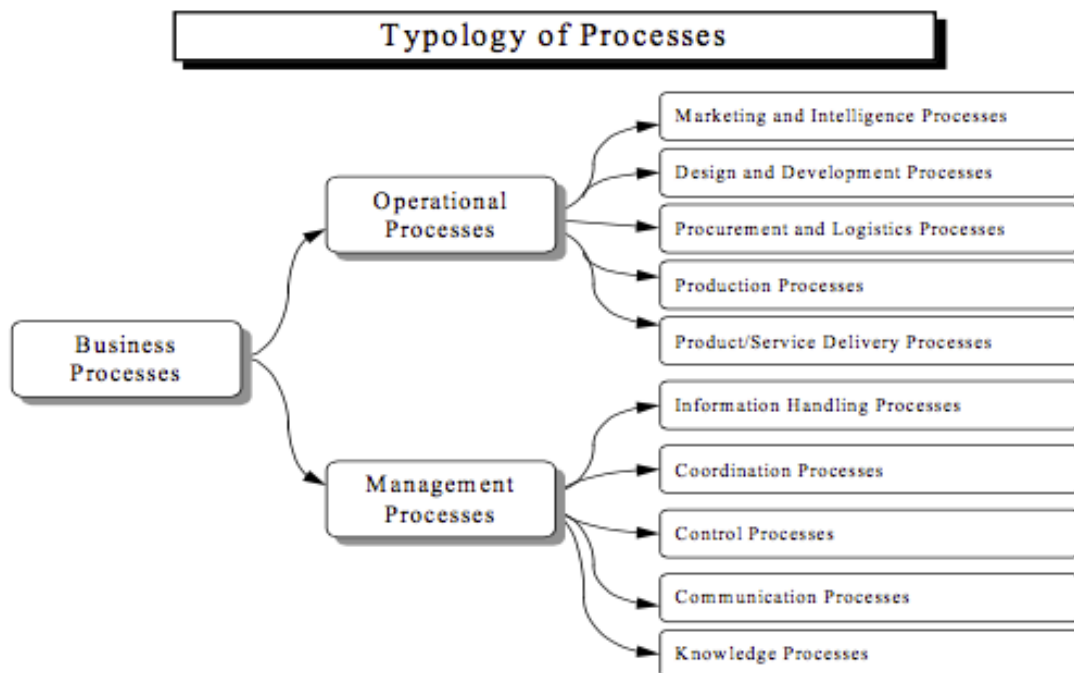 Typology of Processes
Marketing and Intelligence Processes
Design and Development Processes
Operational
Processes
Procurement and Logistics Processes
Production Processes
Product/Service Delivery Processes
Business
Processes
Information Handling Processes
Coordination Processes
Management
Processes
Control Processes
Communication Processes
Knowledge Processes